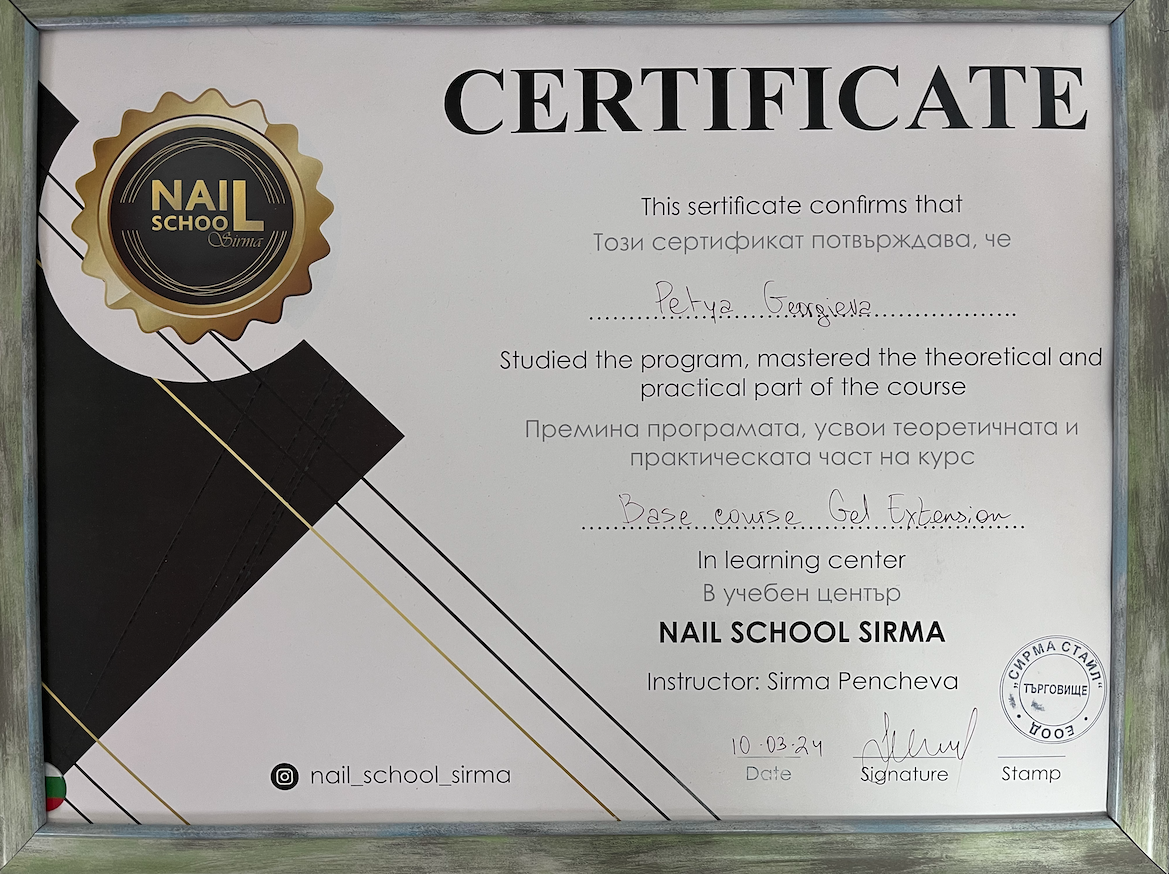 CERTIFICATE
NAIL
SCHOOL
Sirma
This sertificate confirms that
Този сертификат потвърждава, че
Petya Georgieva
Studied the program, mastered the theoretical and
practical part of the course
Премина програмата, усвои теоретичната и
практическата част на курс
Base course Gel Extension
In learning center
В учебен център
NAIL SCHOOL SIRMA
Instructor: Sirma Pencheva
„СИРМА СТАЙЛ“
ТЪРГОВИЩЕ
ЕООД
10.03.24
Date
Signature
Stamp
nail_school_sirma